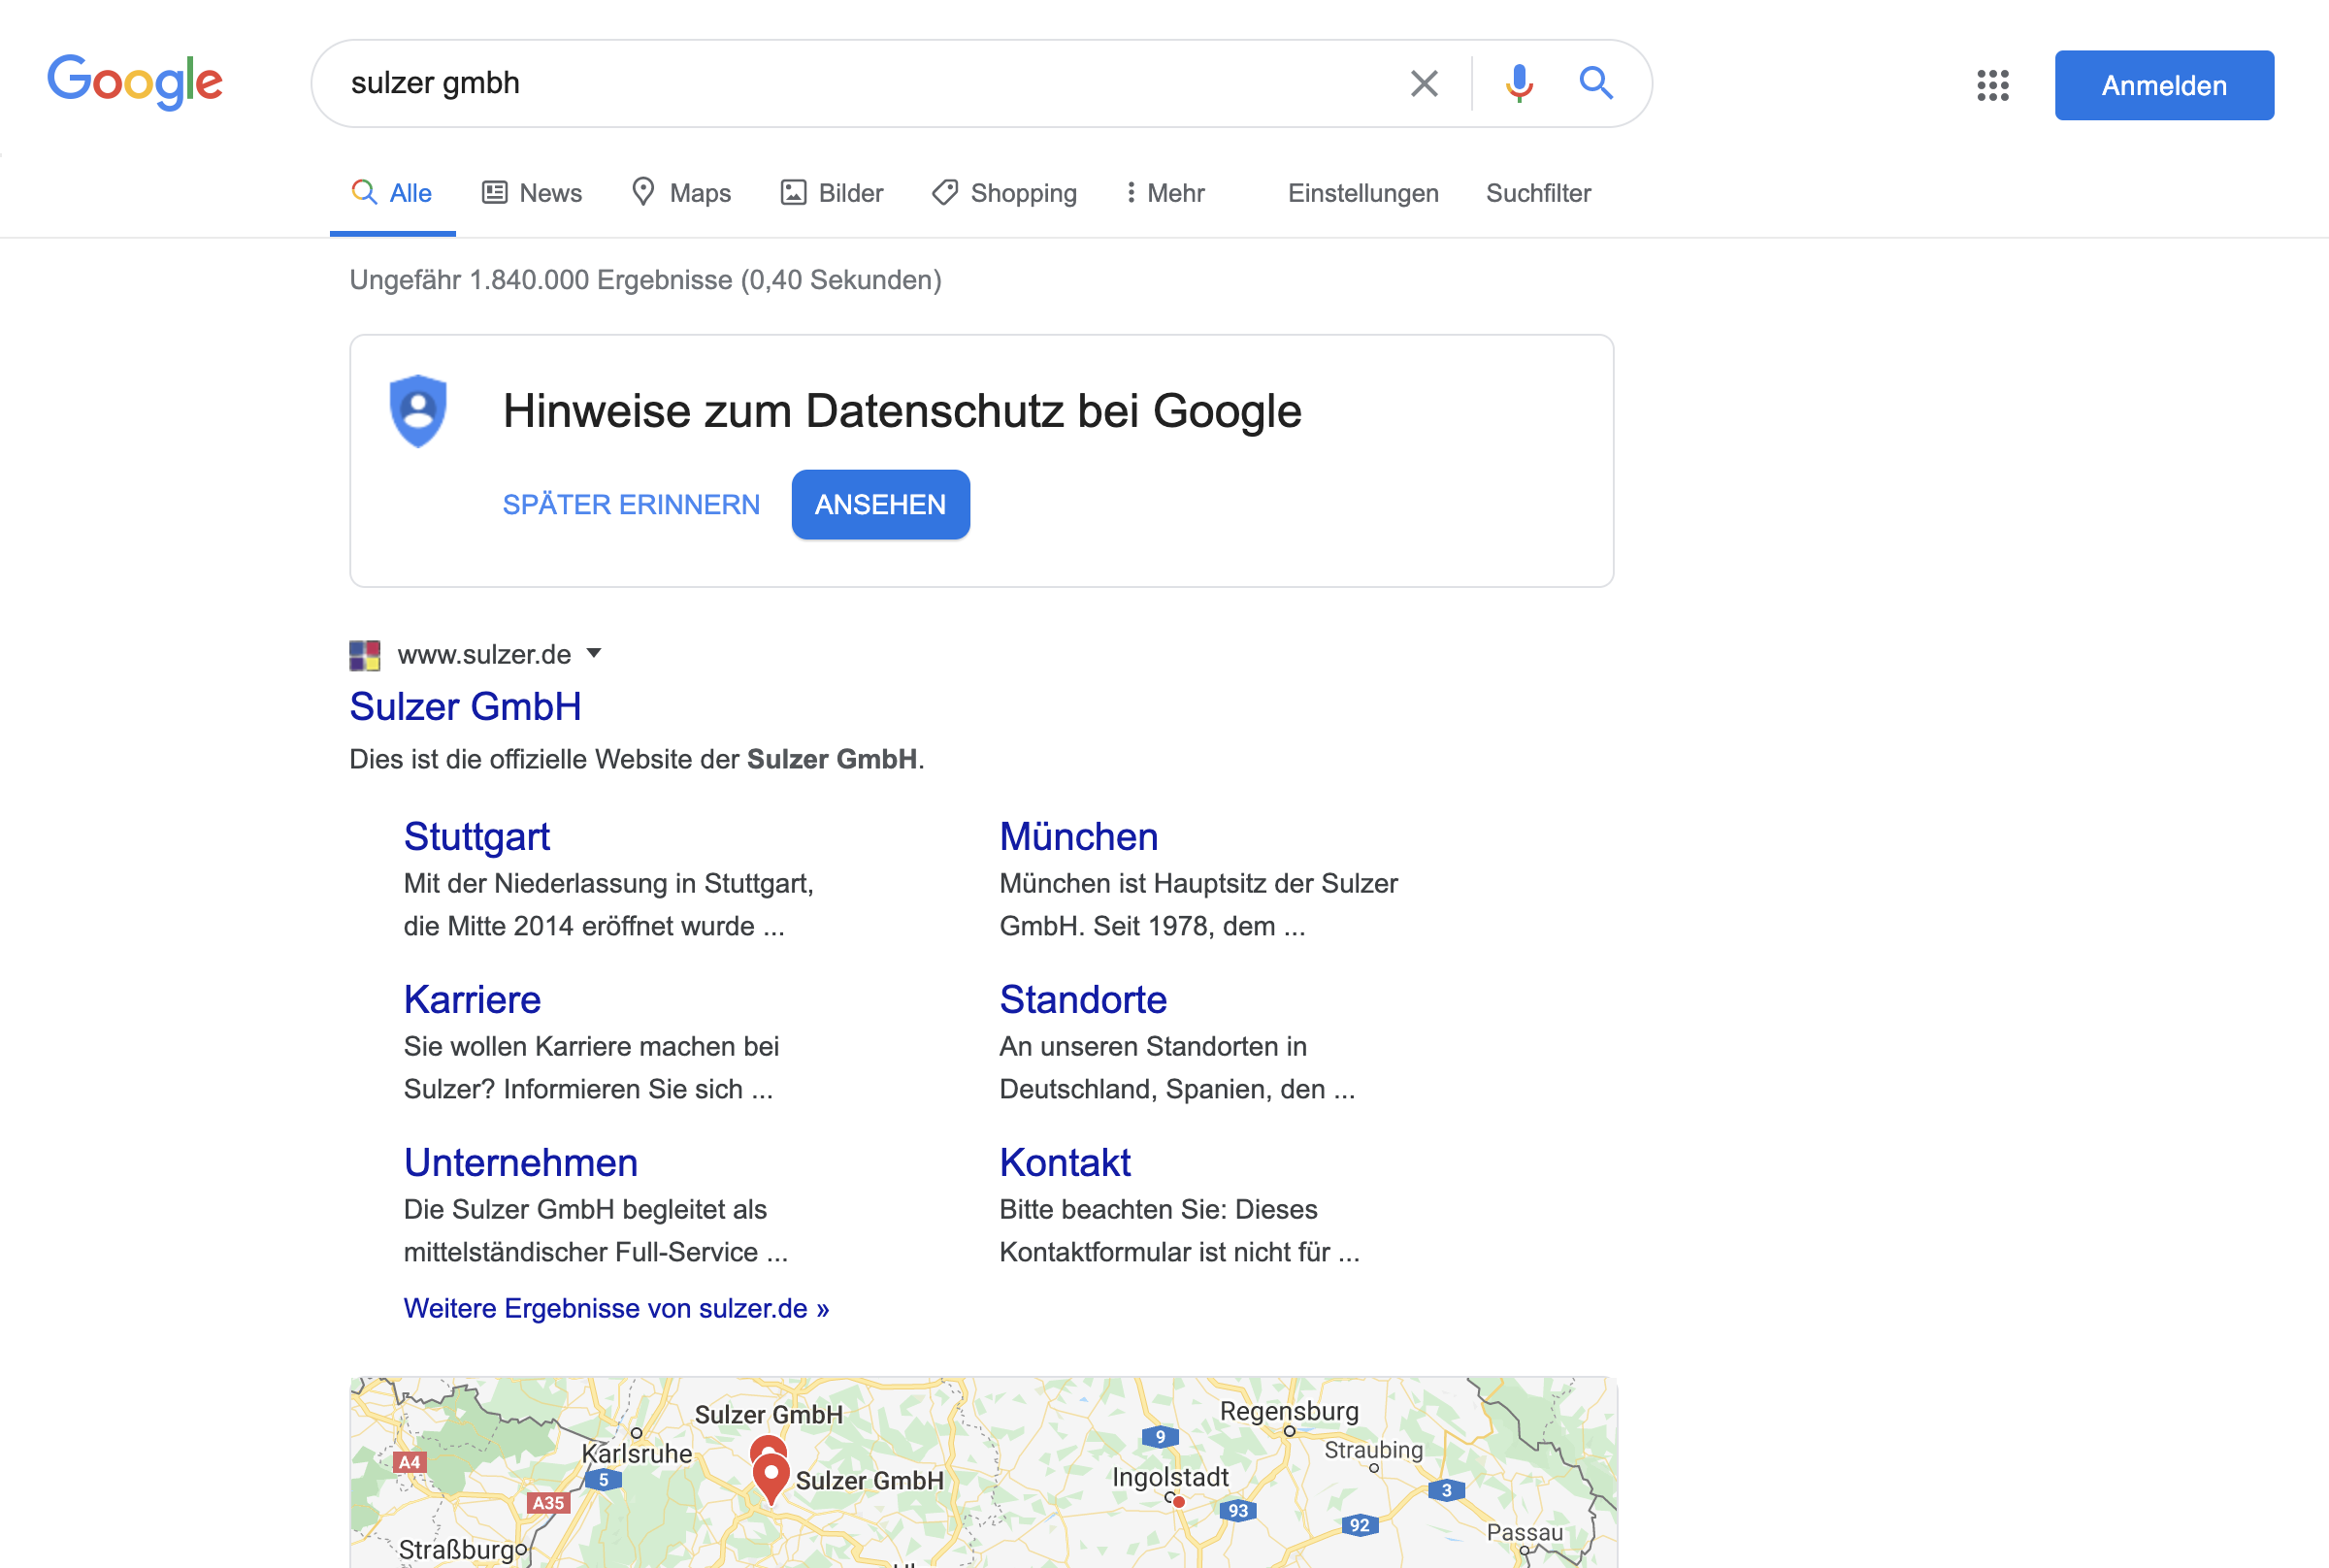 Google
sulzer gmbh
Anmelden
Alle
News
Maps
Bilder
Shopping
Mehr
Einstellungen
Suchfilter
Ungefähr 1.840.000 Ergebnisse (0,40 Sekunden)
Hinweise zum Datenschutz bei Google
SPÄTER ERINNERN
ANSEHEN
www.sulzer.de
Sulzer GmbH
Dies ist die offizielle Website der Sulzer GmbH.
Stuttgart
Mit der Niederlassung in Stuttgart,
die Mitte 2014 eröffnet wurde ...
München
München ist Hauptsitz der Sulzer
GmbH. Seit 1978, dem ...
Karriere
Sie wollen Karriere machen bei
Sulzer? Informieren Sie sich ...
Standorte
An unseren Standorten in
Deutschland, Spanien, den ...
Unternehmen
Die Sulzer GmbH begleitet als
mittelständischer Full-Service ...
Kontakt
Bitte beachten Sie: Dieses
Kontaktformular ist nicht für ...
Weitere Ergebnisse von sulzer.de »
Sulzer GmbH
Regensburg
9
Karlsruhe
Straubing
A4
5
Sulzer GmbH
Ingolstadt
3
A35
93
92
Passau
Straßburg